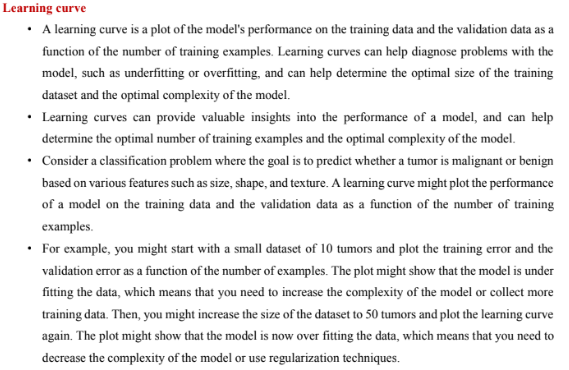 Learning curve
• A learning curve is a plot of the model's performance on the training data and the validation data as a
function of the number of training examples. Learning curves can help diagnose problems with the
model, such as underfitting or overfitting, and can help determine the optimal size of the training
dataset and the optimal complexity of the model.
• Learning curves can provide valuable insights into the performance of a model, and can help
determine the optimal number of training examples and the optimal complexity of the model.
• Consider a classification problem where the goal is to predict whether a tumor is malignant or benign
based on various features such as size, shape, and texture. A learning curve might plot the performance
of a model on the training data and the validation data as a function of the number of training
examples.
• For example, you might start with a small dataset of 10 tumors and plot the training error and the
validation error as a function of the number of examples. The plot might show that the model is under
fitting the data, which means that you need to increase the complexity of the model or collect more
training data. Then, you might increase the size of the dataset to 50 tumors and plot the learning curve
again. The plot might show that the model is now over fitting the data, which means that you need to
decrease the complexity of the model or use regularization techniques.